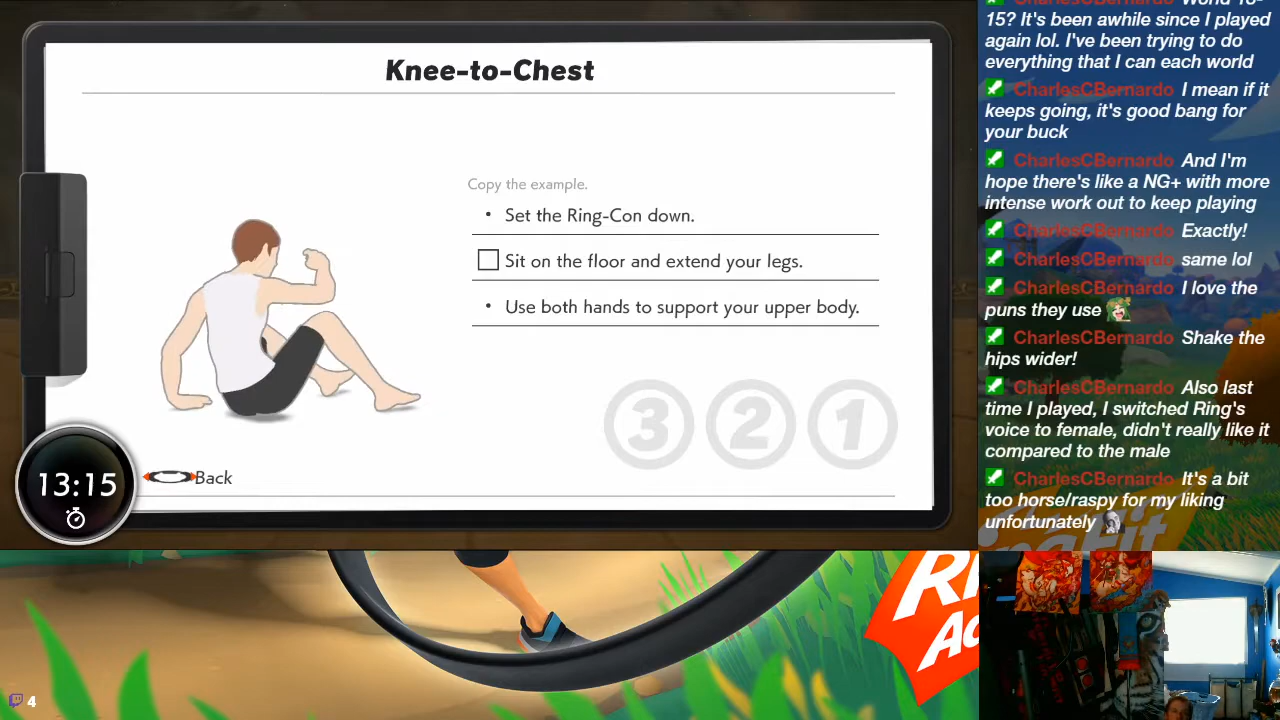 Knee-to-Chest
Copy the example.
• Set the Ring-Con down.
Sit on the floor and extend your legs.
• Use both hands to support your upper body.
3 2 1
Back
13:15
4
15? It's been awhile since I played
again lol. I've been trying to do
everything that I can each world
CharlesCBernardo I mean if it
keeps going, it's good bang for
your buck
CharlesCBernardo And I'm
hope there's like a NG+ with more
intense work out to keep playing
CharlesCBernardo Exactly!
CharlesCBernardo same lol
CharlesCBernardo I love the
puns they use
CharlesCBernardo Shake the
hips wider!
CharlesCBernardo Also last
time I played, I switched Ring's
voice to female, didn't really like it
compared to the male
CharlesCBernardo It's a bit
too horse/raspy for my liking
unfortunately